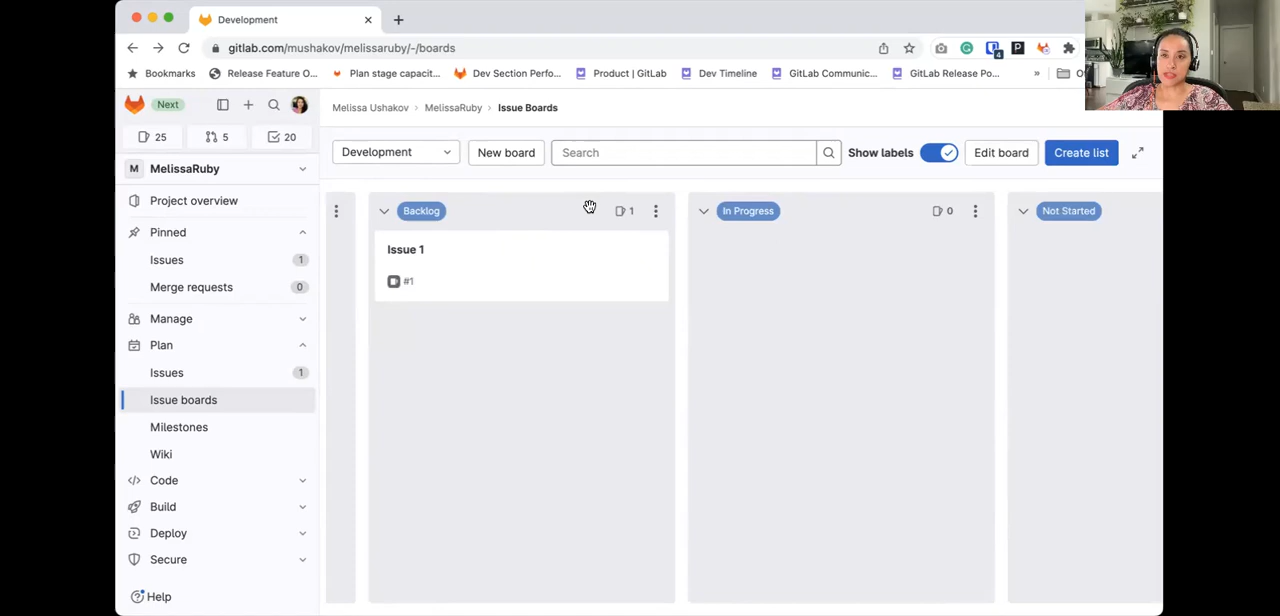 Development
gitlab.com/mushakov/melissaruby/-/boards
4
Bookmarks
Release Feature O...
Plan stage capacit...
Dev Section Perfo...
Product | GitLab
Dev Timeline
GitLab Communic...
GitLab Release Po...
»
Next
25
5
20
Melissa Ushakov › MelissaRuby › Issue Boards
Development
New board
Search
Show labels
Edit board
Create list
M MelissaRuby
Project overview
Pinned
Issues 1
Merge requests 0
Manage
Plan
Issues 1
Issue boards
Milestones
Wiki
Code
Build
Deploy
Secure
Help
Backlog 1
Issue 1
#1
In Progress 0
Not Started